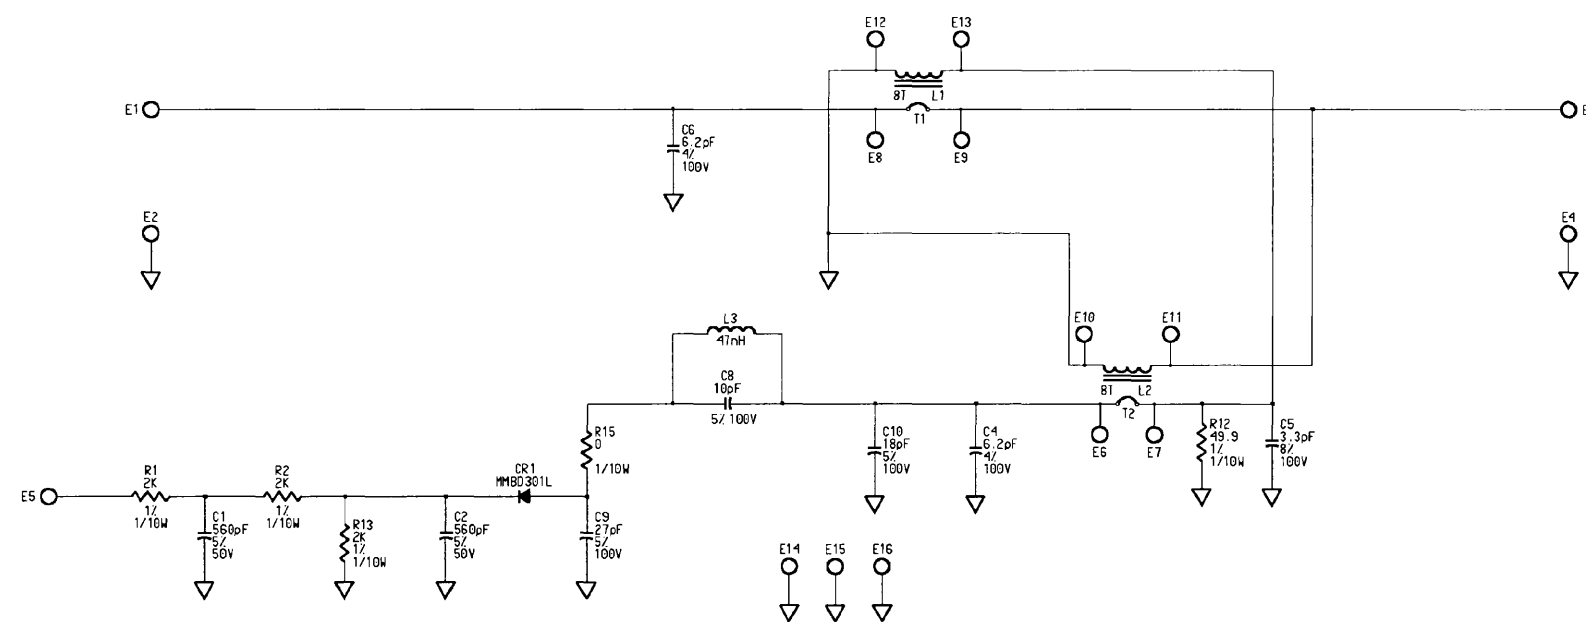 E12
E13
8T
L1
E1
T1
E8
E9
E
C6
6.2pF
4%
100V
E2
E4
L3
47nH
E10
E11
8T
L2
T2
E6
E7
C8
10pF
5% 100V
R15
0
1/10W
C10
18pF
5%
100V
C4
6.2pF
4%
100V
R12
49.9
1%
1/10W
C5
3.3pF
8%
100V
E5
R1
2K
1%
1/10W
C1
560pF
5%
50V
R2
2K
1%
1/10W
R13
2K
1%
1/10W
C2
560pF
5%
50V
CR1
MMBD301L
C9
27pF
5%
100V
E14
E15
E16